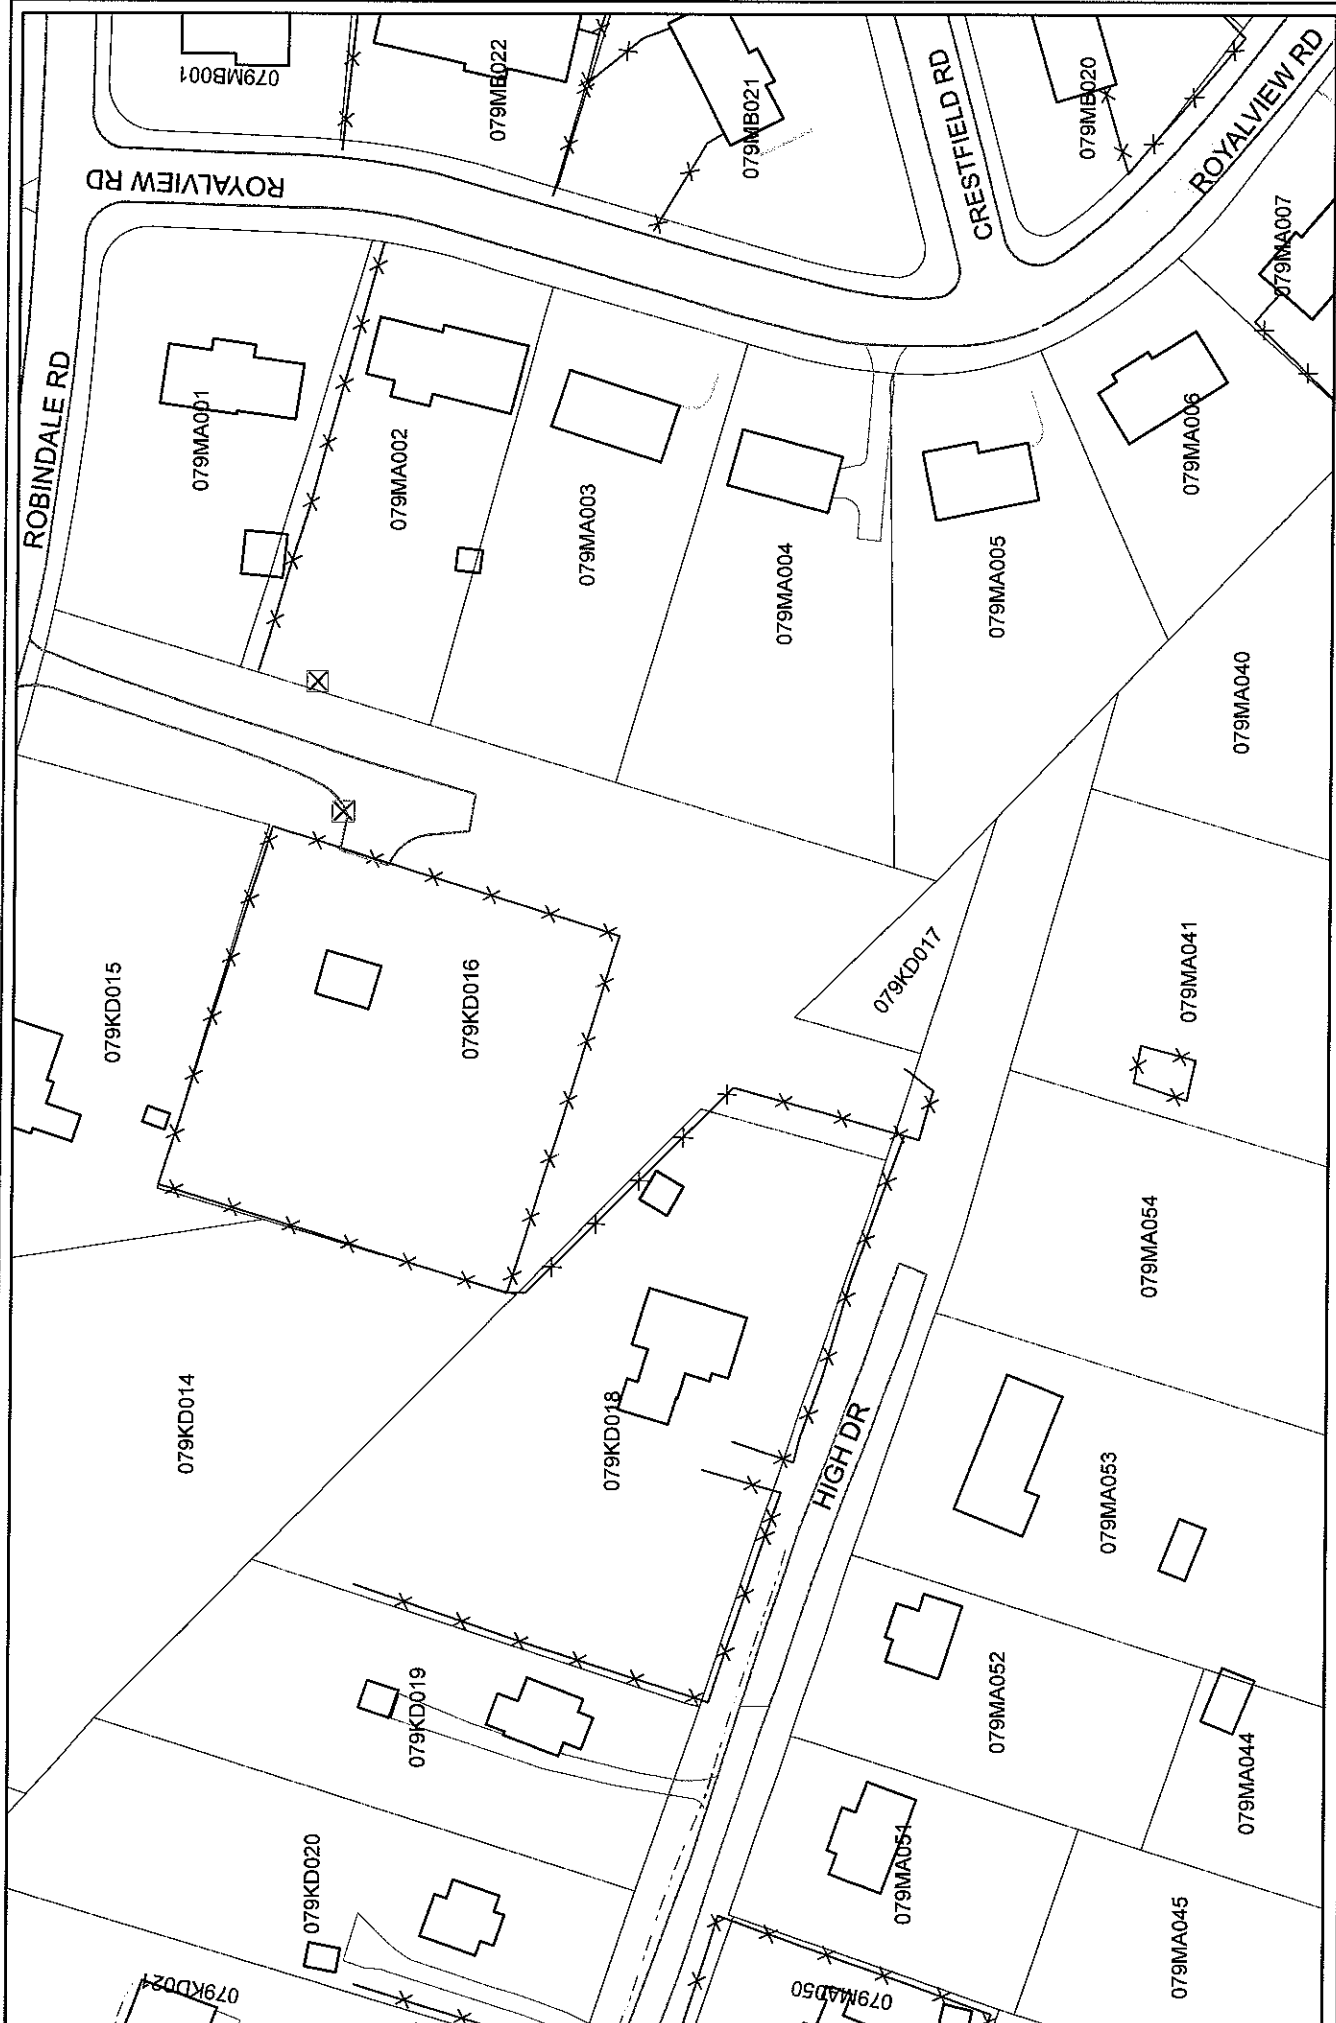 079MB001
079MB022
079MB021
CRESTFIELD RD
079MB020
ROYALVIEW RD
ROYALVIEW RD
079MA007
ROBINDALE RD
079MA001
079MA002
079MA003
079MA004
079MA005
079MA006
079MA040
079KD015
079KD016
079KD017
079MA041
079MA054
079KD014
079KD018
HIGH DR
079MA053
079KD019
079MA052
079MA044
079KD020
079MA051
079KD021
079MA050
079MA045